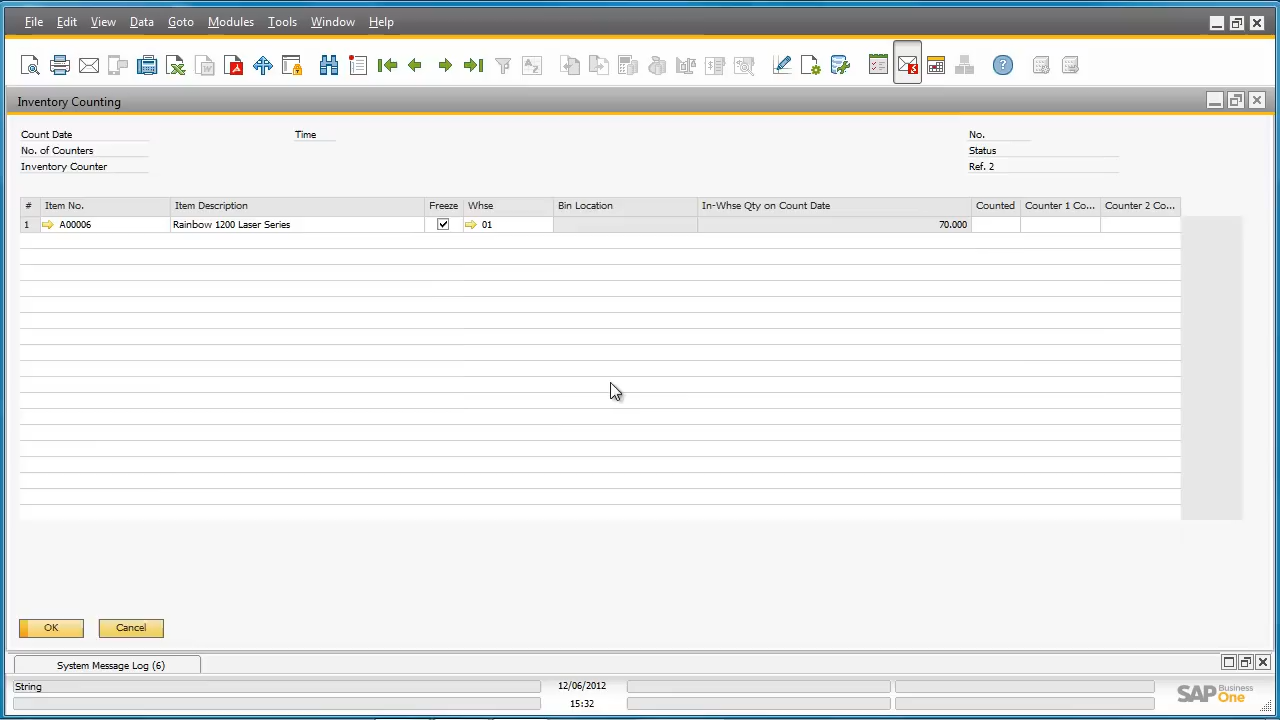 File Edit View Data Goto Modules Tools Window Help
Inventory Counting
Count Date Time No.
No. of Counters Status
Inventory Counter Ref. 2
# Item No. Item Description Freeze Whse Bin Location In-Whse Qty on Count Date Counted Counter 1 Co... Counter 2 Co...
1 A00006 Rainbow 1200 Laser Series 01 70.000
OK Cancel
System Message Log (6)
String 12/06/2012
15:32
SAP Business One